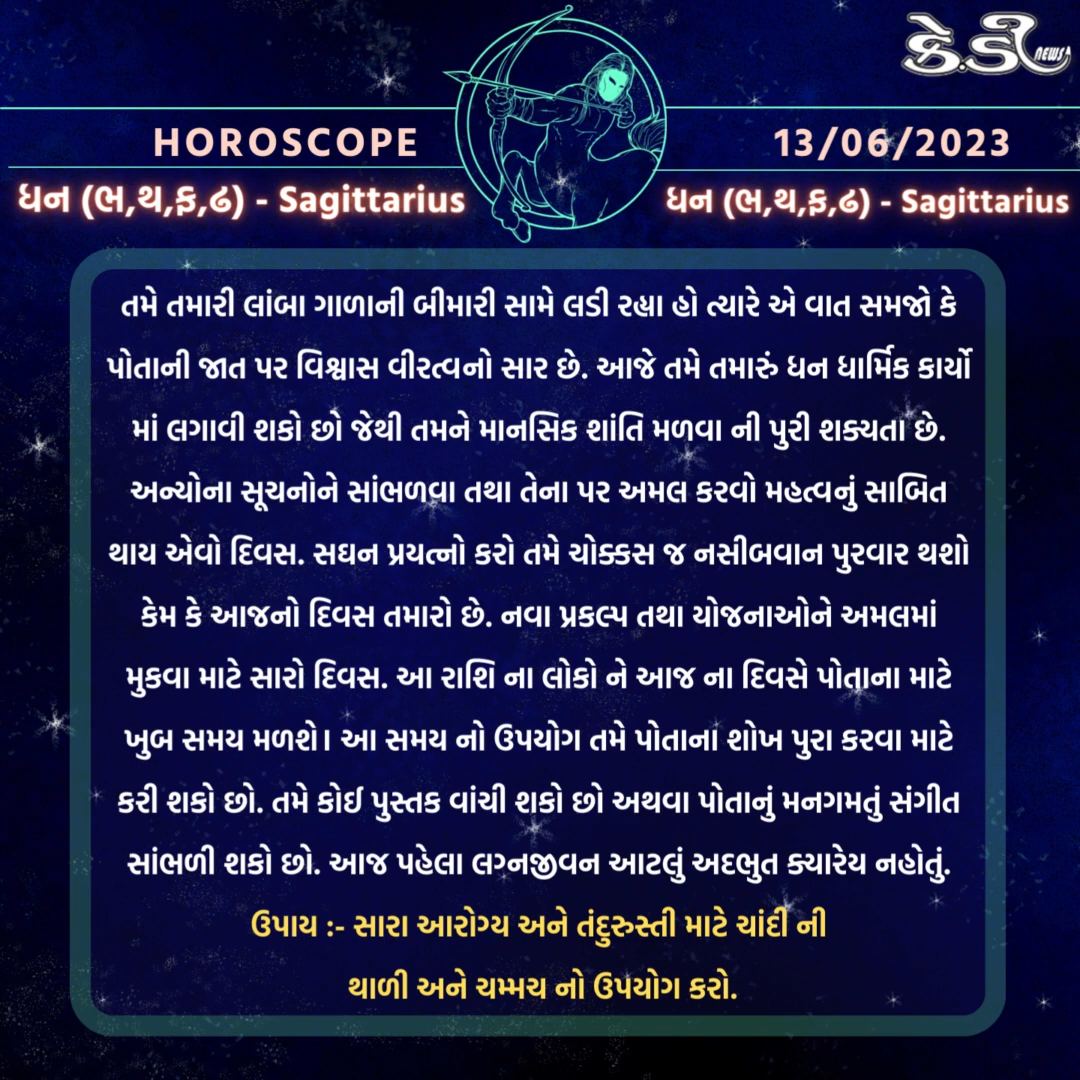 કે.ડી NEWS
HOROSCOPE
13/06/2023
ધન (ભ,થ,ફ,ઢ) - Sagittarius
ધન (ભ,થ,ફ,ઢ) - Sagittarius
તમે તમારી લાંબા ગાળાની બીમારી સામે લડી રહ્યા હો ત્યારે એ વાત સમજો કે
પોતાની જાત પર વિશ્વાસ વીરત્વનો સાર છે. આજે તમે તમારું ધન ધાર્મિક કાર્યો
માં લગાવી શકો છો જેથી તમને માનસિક શાંતિ મળવા ની પુરી શક્યતા છે.
અન્યોના સૂચનોને સાંભળવા તથા તેના પર અમલ કરવો મહત્વનું સાબિત
થાય એવો દિવસ. સઘન પ્રયત્નો કરો તમે ચોક્કસ જ નસીબવાન પુરવાર થશો
કેમ કે આજનો દિવસ તમારો છે. નવા પ્રકલ્પ તથા યોજનાઓને અમલમાં
મુકવા માટે સારો દિવસ. આ રાશિ ના લોકો ને આજ ના દિવસે પોતાના માટે
ખુબ સમય મળશે। આ સમય નો ઉપયોગ તમે પોતાના શોખ પુરા કરવા માટે
કરી શકો છો. તમે કોઈ પુસ્તક વાંચી શકો છો અથવા પોતાનું મનગમતું સંગીત
સાંભળી શકો છો. આજ પહેલા લગ્નજીવન આટલું અદભુત ક્યારેય નહોતું.
ઉપાય :- સારા આરોગ્ય અને તંદુરુસ્તી માટે ચાંદી ની
થાળી અને ચમ્મચ નો ઉપયોગ કરો.